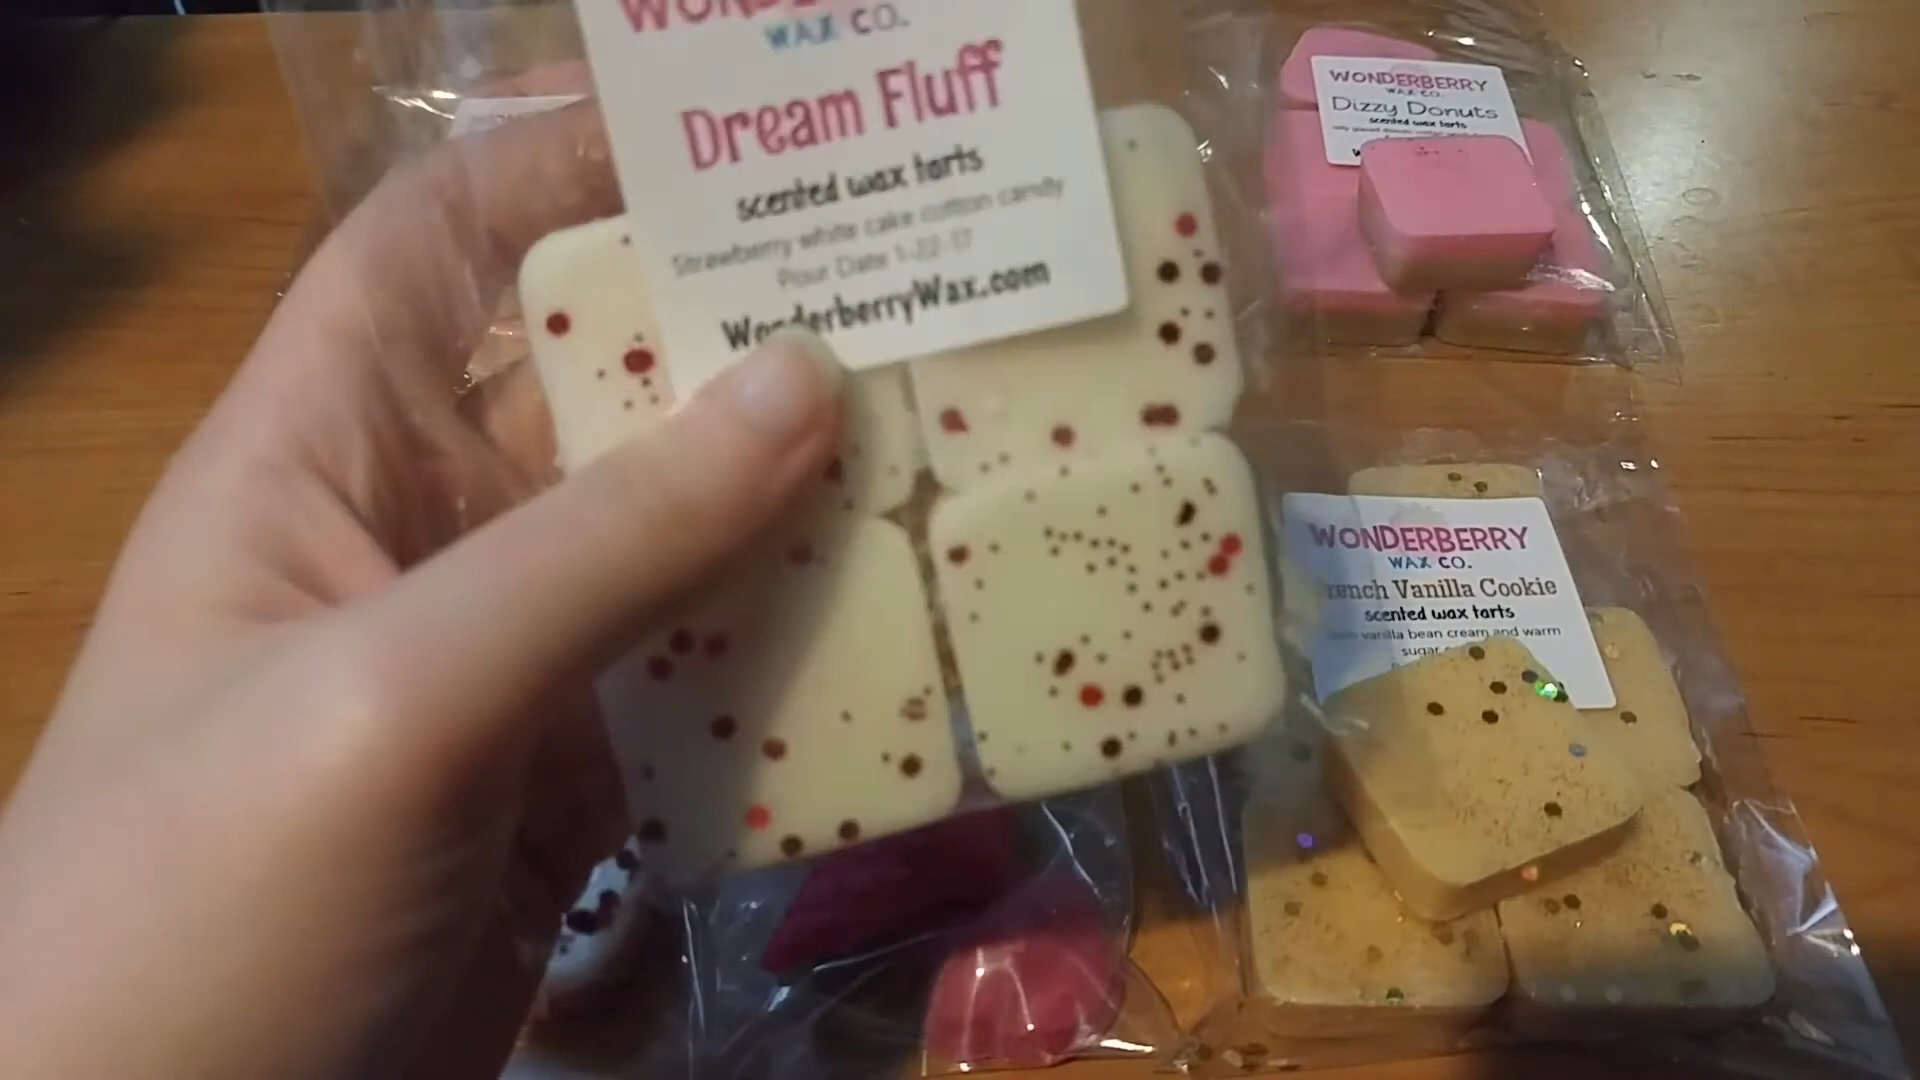 WAX CO.
Dream Fluff
scented wax tarts
Strawberry white cake cotton candy
Pour Date 1-22-17
WonderberryWax.com
WONDERBERRY
WAX CO.
Dizzy Donuts
scented wax tarts
WONDERBERRY
WAX CO.
French Vanilla Cookie
scented wax tarts
vanilla bean cream and warm
sugar